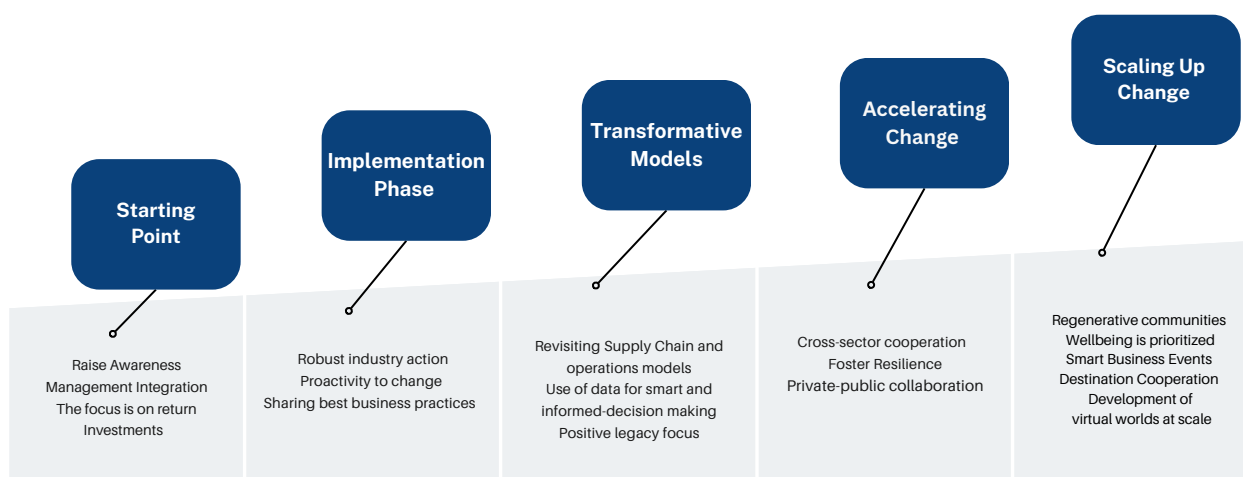 Starting
Point
Raise Awareness
Management Integration
The focus is on return
Investments
Implementation
Phase
Robust industry action
Proactivity to change
Sharing best business practices
Transformative
Models
Revisiting Supply Chain and
operations models
Use of data for smart and
informed-decision making
Positive legacy focus
Accelerating
Change
Cross-sector cooperation
Foster Resilience
Private-public collaboration
Scaling Up
Change
Regenerative communities
Wellbeing is prioritized
Smart Business Events
Destination Cooperation
Development of
virtual worlds at scale